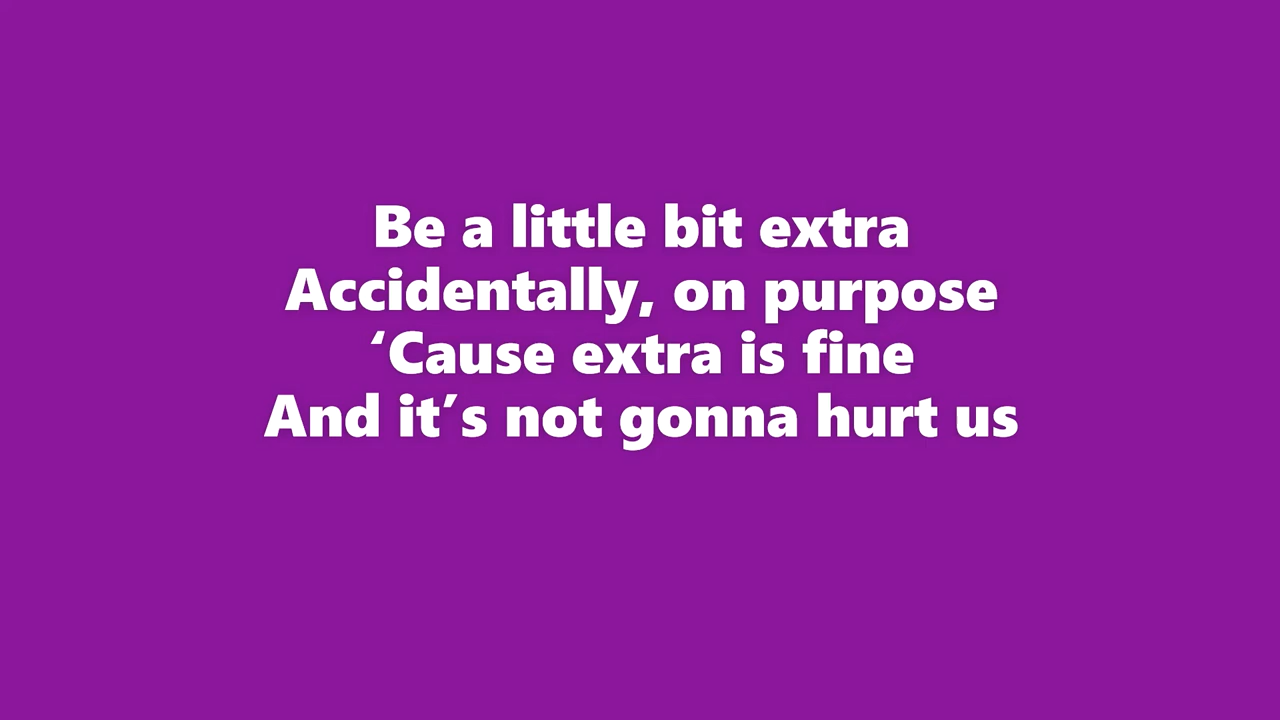 Be a little bit extra
Accidentally, on purpose
‘Cause extra is fine
And it’s not gonna hurt us